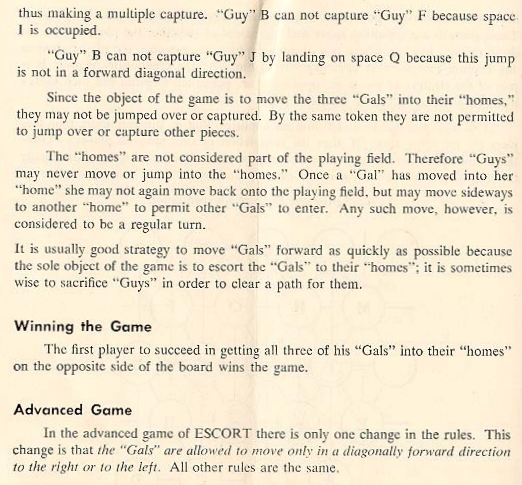 thus making a multiple capture. "Guy" B can not capture "Guy" F because space
I is occupied.
"Guy" B can not capture "Guy" J by landing on space Q because this jump
is not in a forward diagonal direction.
Since the object of the game is to move the three "Gals" into their "homes,"
they may not be jumped over or captured. By the same token they are not permitted
to jump over or capture other pieces.
The "homes" are not considered part of the playing field. Therefore "Guys"
may never move or jump into the "homes." Once a "Gal" has moved into her
"home" she may not again move back onto the playing field, but may move sideways
to another "home" to permit other "Gals" to enter. Any such move, however, is
considered to be a regular turn.
It is usually good strategy to move "Gals" forward as quickly as possible because
the sole object of the game is to escort the "Gals" to their "homes"; it is sometimes
wise to sacrifice "Guys" in order to clear a path for them.
Winning the Game
The first player to succeed in getting all three of his "Gals" into their "homes"
on the opposite side of the board wins the game.
Advanced Game
In the advanced game of ESCORT there is only one change in the rules. This
change is that the "Gals" are allowed to move only in a diagonally forward direction
to the right or to the left. All other rules are the same.